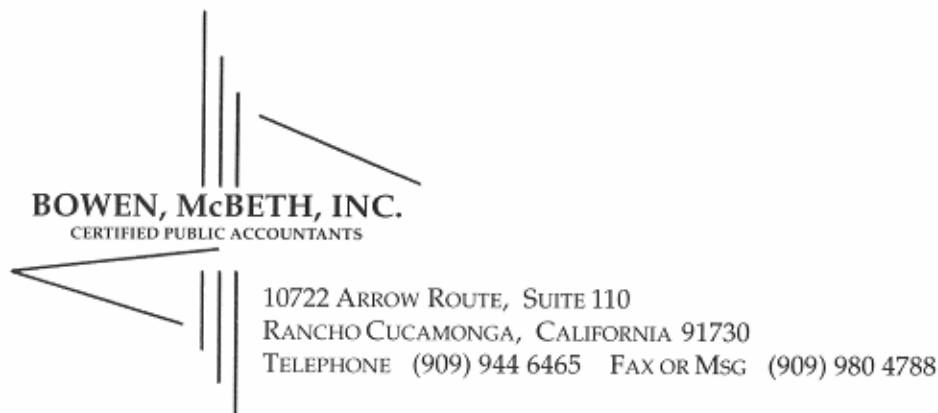 BOWEN, McBETH, INC.
CERTIFIED PUBLIC ACCOUNTANTS
10722 ARROW ROUTE, SUITE 110
RANCHO CUCAMONGA, CALIFORNIA 91730
TELEPHONE (909) 944 6465 FAX OR MSG (909) 980 4788